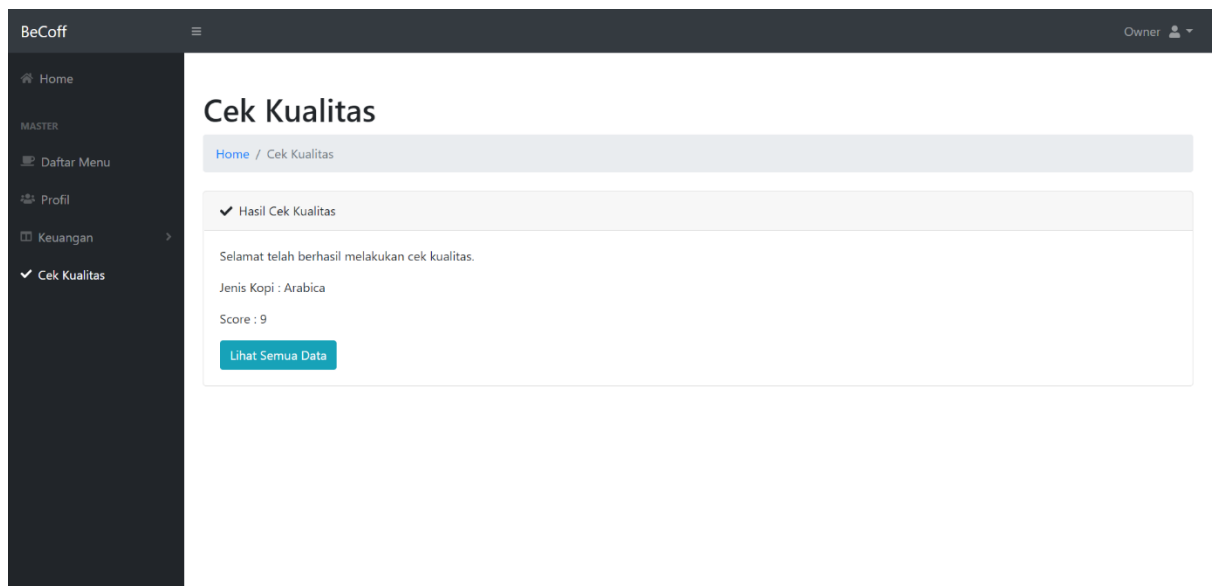 BeCoff
Owner
Home
MASTER
Daftar Menu
Profil
Keuangan
Cek Kualitas
Cek Kualitas
Home / Cek Kualitas
Hasil Cek Kualitas
Selamat telah berhasil melakukan cek kualitas.
Jenis Kopi : Arabica
Score : 9
Lihat Semua Data